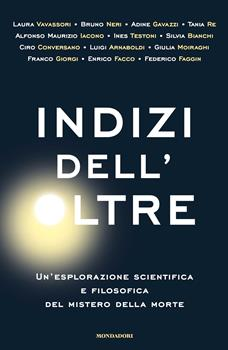 LAURA VAVASSORI • BRUNO NERI • ADINE GAVAZZI • TANIA RE
ALFONSO MAURIZIO IACONO • INES TESTONI • SILVIA BIANCHI
CIRO CONVERSANO • LUIGI ARNABOLDI • GIULIA MOIRAGHI
FRANCO GIORGI • ENRICO FACCO • FEDERICO FAGGIN
INDIZI
DELL'
OLTRE
UN'ESPLORAZIONE SCIENTIFICA
E FILOSOFICA
DEL MISTERO DELLA MORTE
MONDADORI